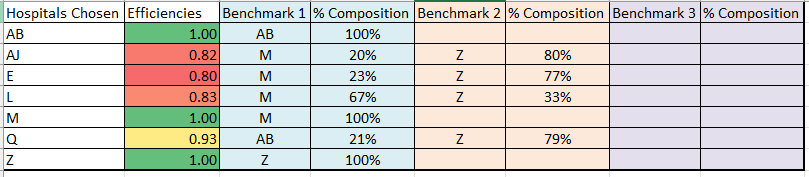 Hospitals Chosen Efficiencies Benchmark 1 % Composition Benchmark 2 % Composition Benchmark 3 % Composition
AB 1.00 AB 100%
AJ 0.82 M 20% Z 80%
E 0.80 M 23% Z 77%
L 0.83 M 67% Z 33%
M 1.00 M 100%
Q 0.93 AB 21% Z 79%
Z 1.00 Z 100%